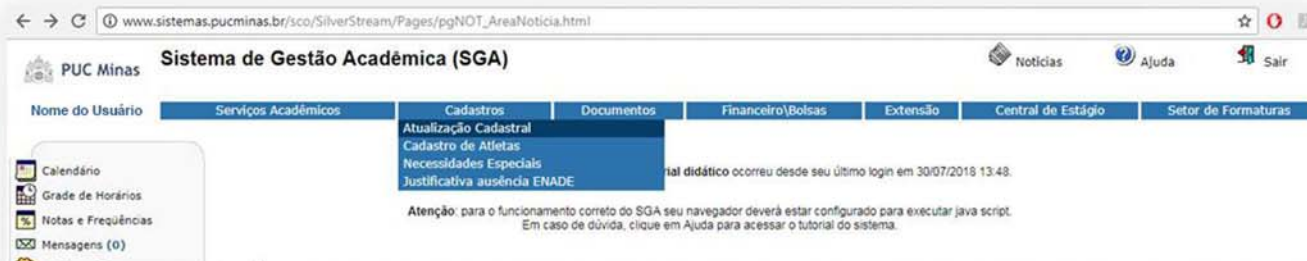 www.sistemas.pucminas.br/sco/SilverStream/Pages/pgNOT_AreaNoticia.html
PUC Minas
Sistema de Gestão Acadêmica (SGA)
Notícias
Ajuda
Sair
Nome do Usuário
Serviços Acadêmicos
Cadastros
Documentos
Financeiro\Bolsas
Extensão
Central de Estágio
Setor de Formaturas
Atualização Cadastral
Cadastro de Atletas
Necessidades Especiais
Justificativa ausência ENADE
Calendário
Grade de Horários
Notas e Freqüências
Mensagens (0)
rial didático ocorreu desde seu último login em 30/07/2018 13:48.
Atenção: para o funcionamento correto do SGA seu navegador deverá estar configurado para executar java script.
Em caso de dúvida, clique em Ajuda para acessar o tutorial do sistema.